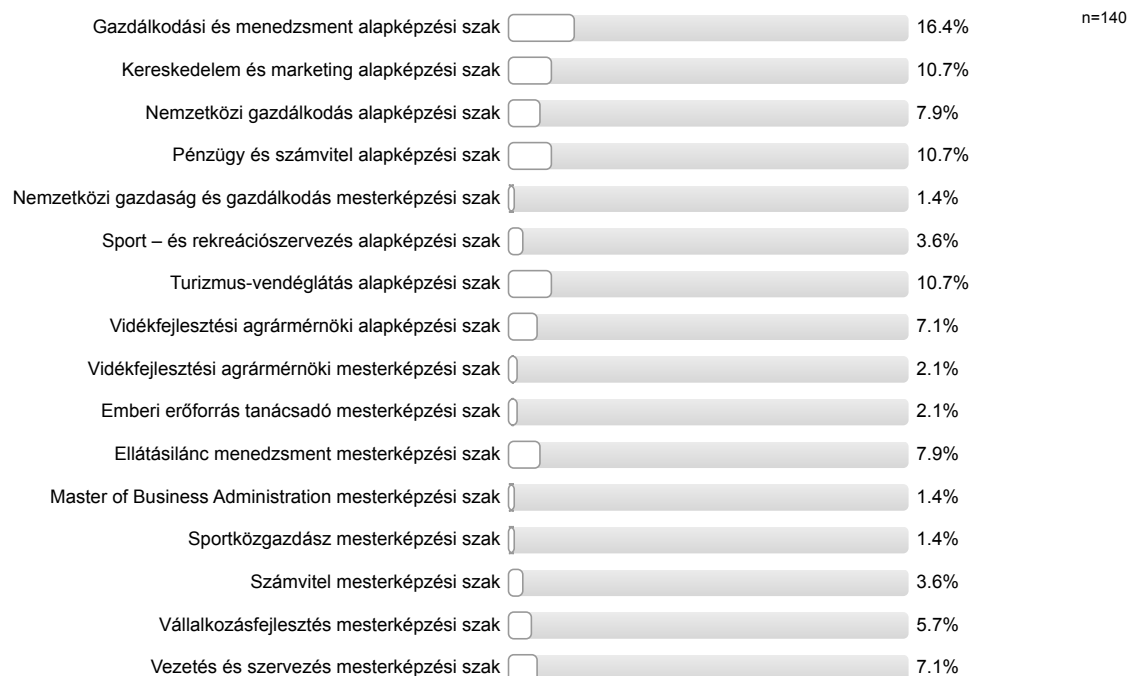 n=140
Gazdálkodási és menedzsment alapképzési szak 16.4%
Kereskedelem és marketing alapképzési szak 10.7%
Nemzetközi gazdálkodás alapképzési szak 7.9%
Pénzügy és számvitel alapképzési szak 10.7%
Nemzetközi gazdaság és gazdálkodás mesterképzési szak 1.4%
Sport – és rekreációszervezés alapképzési szak 3.6%
Turizmus-vendéglátás alapképzési szak 10.7%
Vidékfejlesztési agrármérnöki alapképzési szak 7.1%
Vidékfejlesztési agrármérnöki mesterképzési szak 2.1%
Emberi erőforrás tanácsadó mesterképzési szak 2.1%
Ellátásilánc menedzsment mesterképzési szak 7.9%
Master of Business Administration mesterképzési szak 1.4%
Sportközgazdász mesterképzési szak 1.4%
Számvitel mesterképzési szak 3.6%
Vállalkozásfejlesztés mesterképzési szak 5.7%
Vezetés és szervezés mesterképzési szak 7.1%